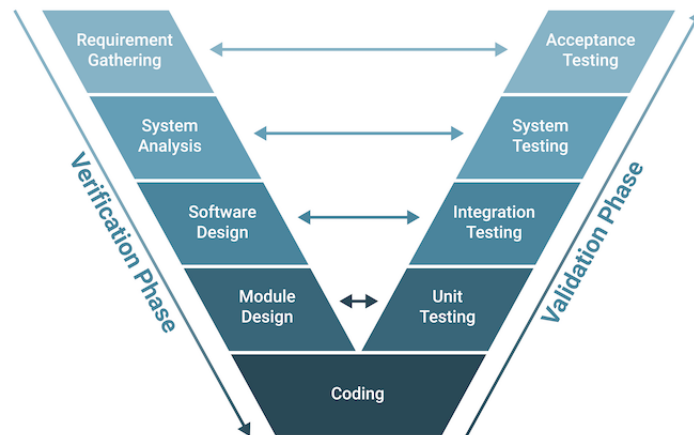 Requirement
Gathering
Acceptance
Testing
System
Analysis
System
Testing
Software
Design
Integration
Testing
Module
Design
Unit
Testing
Coding
Verification Phase
Validation Phase